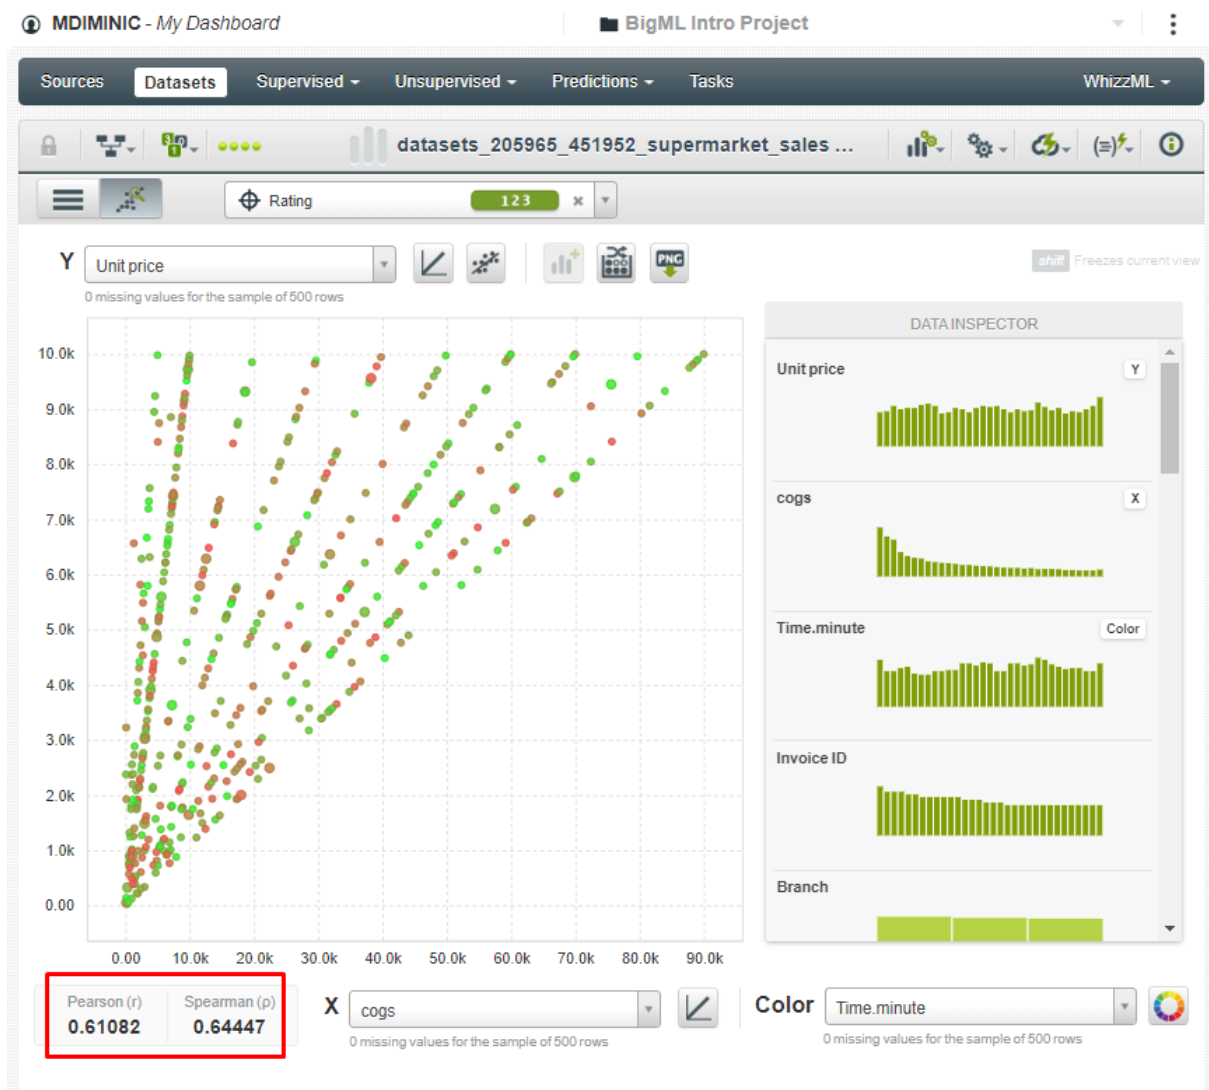 MDIMINIC - My Dashboard
BigML Intro Project
Sources Datasets Supervised Unsupervised Predictions Tasks WhizzML
datasets_205965_451952_supermarket_sales ...
Rating 123 ×
Y Unit price PNG
shift Freezes current view
0 missing values for the sample of 500 rows
DATA INSPECTOR
Unit price Y
cogs X
Time.minute Color
Invoice ID
Branch
10.0k
9.0k
8.0k
7.0k
6.0k
5.0k
4.0k
3.0k
2.0k
1.0k
0.00
0.00 10.0k 20.0k 30.0k 40.0k 50.0k 60.0k 70.0k 80.0k 90.0k
Pearson (r) Spearman (ρ)
0.61082 0.64447
X cogs
0 missing values for the sample of 500 rows
Color Time.minute
0 missing values for the sample of 500 rows